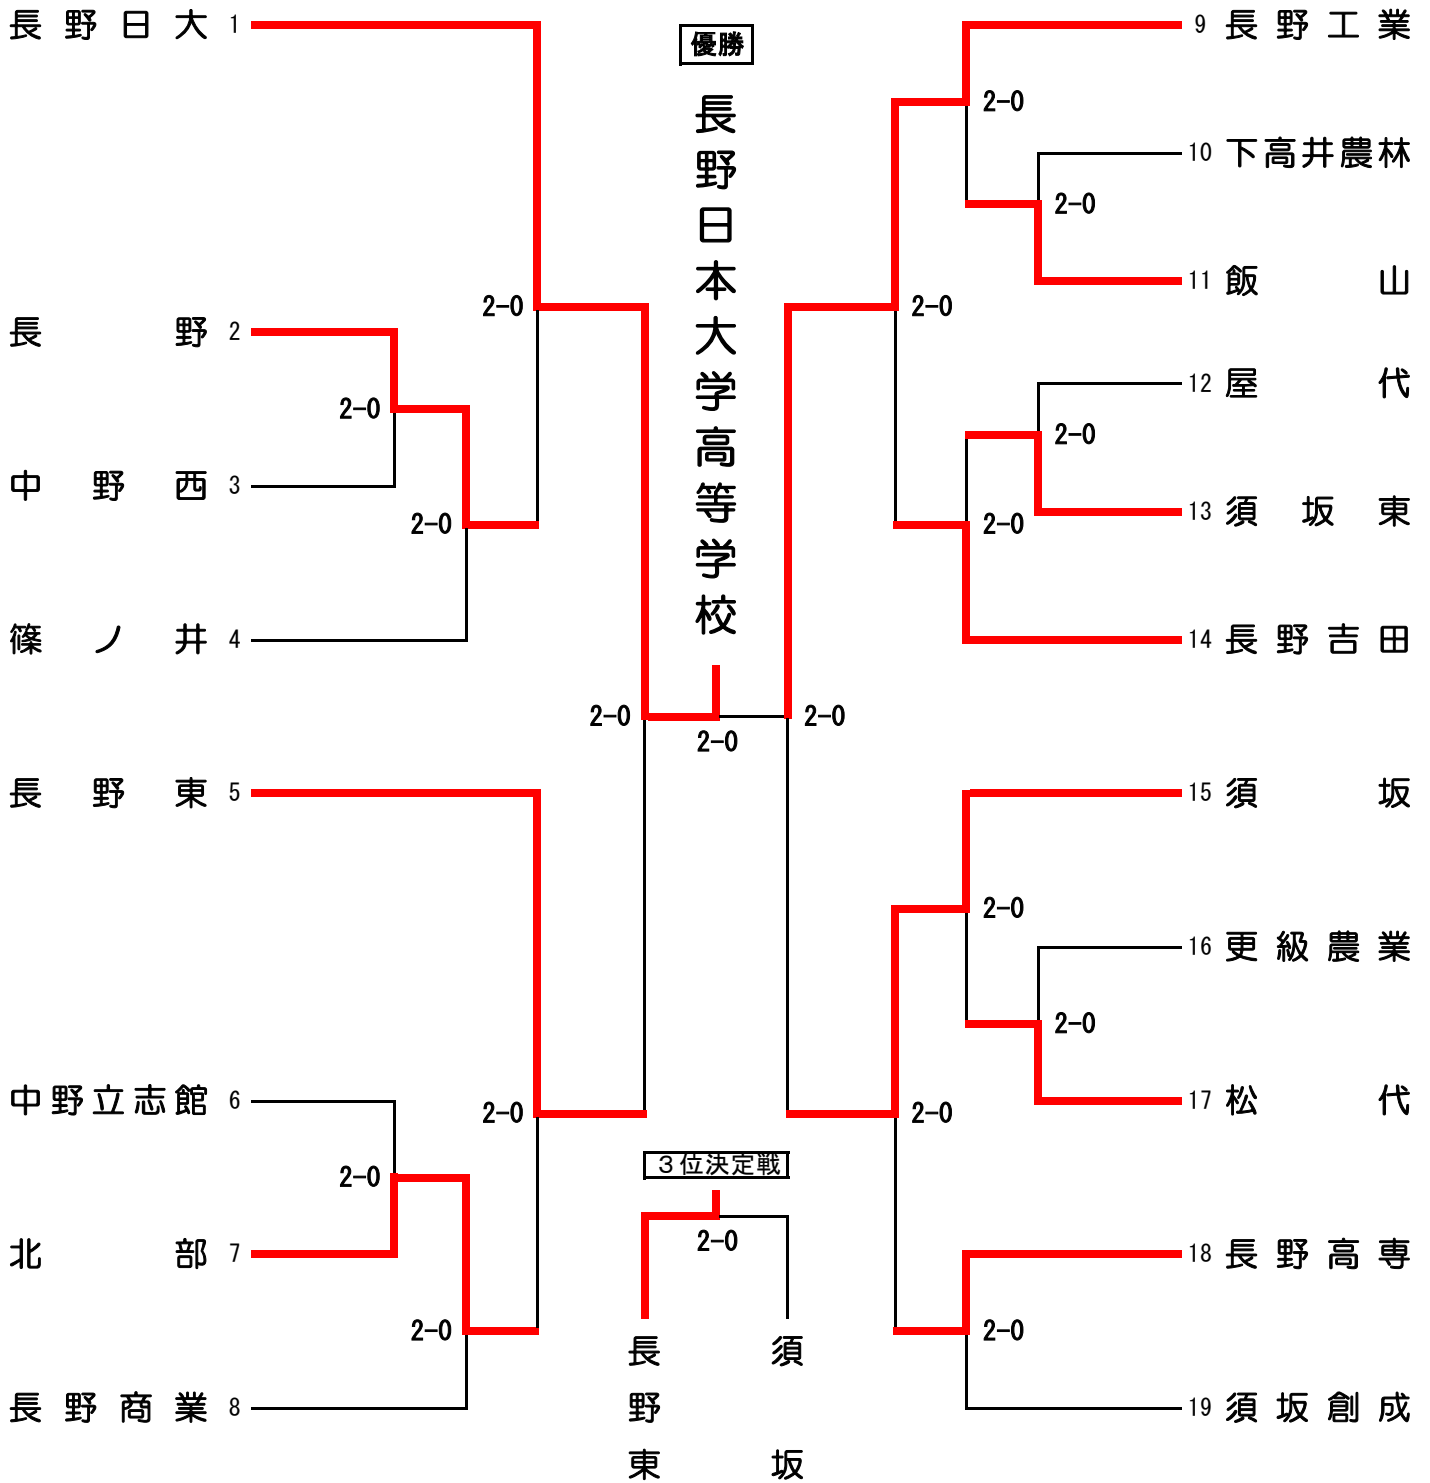 長野日大 1
長野 2
2-0
中野西 3
2-0
篠ノ井 4
2-0
長野東 5
中野立志館 6
2-0
北部 7
2-0
長野商業 8
2-0
2-0
優勝
長野日本大学高等学校
2-0
3位決定戦
2-0
長野東
須坂
2-0
9 長野工業
2-0
10 下高井農林
2-0
11 飯山
2-0
12 屋代
2-0
13 須坂東
2-0
14 長野吉田
15 須坂
2-0
16 更級農業
2-0
17 松代
2-0
18 長野高専
2-0
19 須坂創成